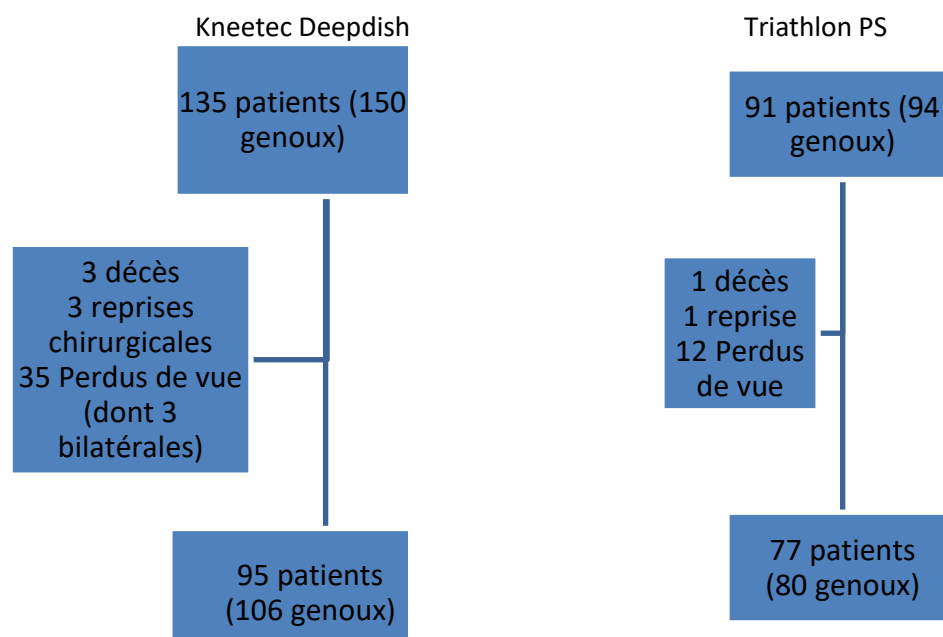 Kneetec Deepdish
135 patients (150
genoux)
3 décès
3 reprises
chirurgicales
35 Perdus de vue
(dont 3
bilatérales)
95 patients
(106 genoux)
Triathlon PS
91 patients (94
genoux)
1 décès
1 reprise
12 Perdus
de vue
77 patients
(80 genoux)